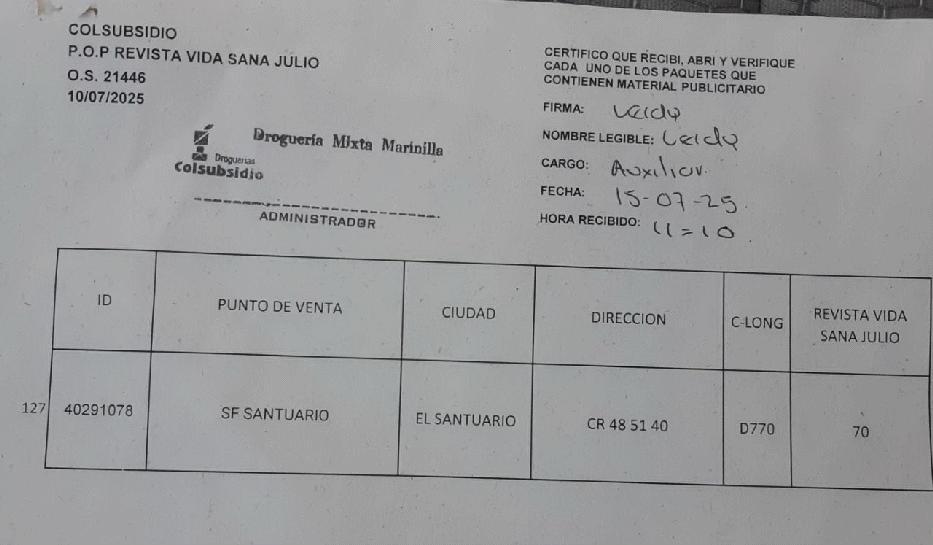 COLSUBSIDIO
P.O.P REVISTA VIDA SANA JULIO
O.S. 21446
10/07/2025
Droguería Mixta Marinilla
Droguerías
Colsubsidio
ADMINISTRADOR
CERTIFICO QUE RECIBI, ABRI Y VERIFIQUE
CADA UNO DE LOS PAQUETES QUE
CONTIENEN MATERIAL PUBLICITARIO
FIRMA: Leidy
NOMBRE LEGIBLE: Leidy
CARGO: Auxiliar.
FECHA: 15-07-25.
HORA RECIBIDO: 11=10.
ID PUNTO DE VENTA CIUDAD DIRECCION C-LONG REVISTA VIDA
SANA JULIO
127 40291078 SF SANTUARIO EL SANTUARIO CR 48 51 40 D770 70